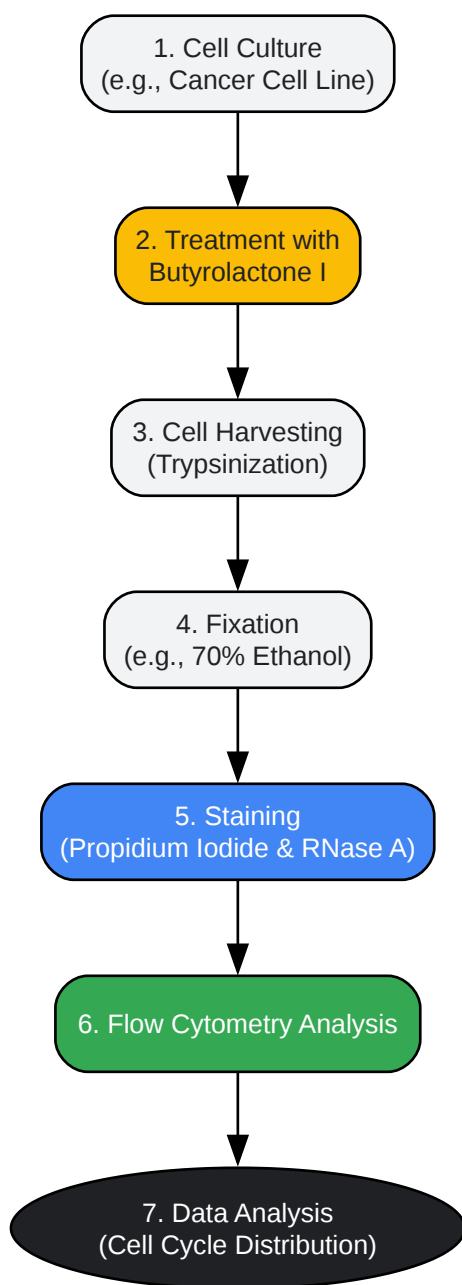 1. Cell Culture
(e.g., Cancer Cell Line)
2. Treatment with
Butyrolactone I
3. Cell Harvesting
(Trypsinization)
4. Fixation
(e.g., 70% Ethanol)
5. Staining
(Propidium Iodide & RNase A)
6. Flow Cytometry Analysis
7. Data Analysis
(Cell Cycle Distribution)